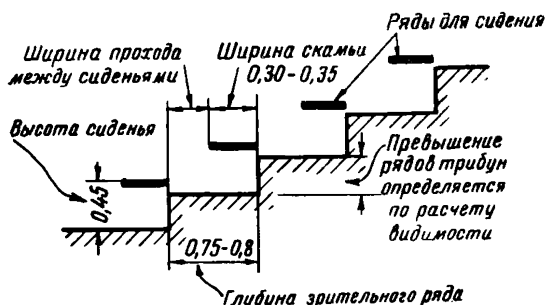 Ряды для сидения
Ширина прохода
между сиденьями
Ширина скамьи
0,30-0,35
Высота сиденья
0,45
Превышение
рядов трибун
определяется
по расчету
видимости
0,75-0,8
Глубина зрительного ряда